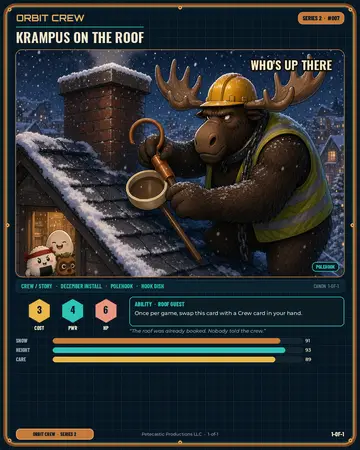 ORBIT CREW
SERIES 2 · #007
KRAMPUS ON THE ROOF
WHO'S UP THERE
POLEHOOK
CREW / STORY · DECEMBER INSTALL · POLEHOOK · HOOK DISH
CANON 1-OF-1
3
COST
4
PWR
6
HP
ABILITY · ROOF GUEST
Once per game, swap this card with a Crew card in your hand.
"The roof was already booked. Nobody told the crew."
SNOW
91
HEIGHT
93
CARE
89
ORBIT CREW · SERIES 2
Petecastic Productions LLC · 1-of-1
1-OF-1